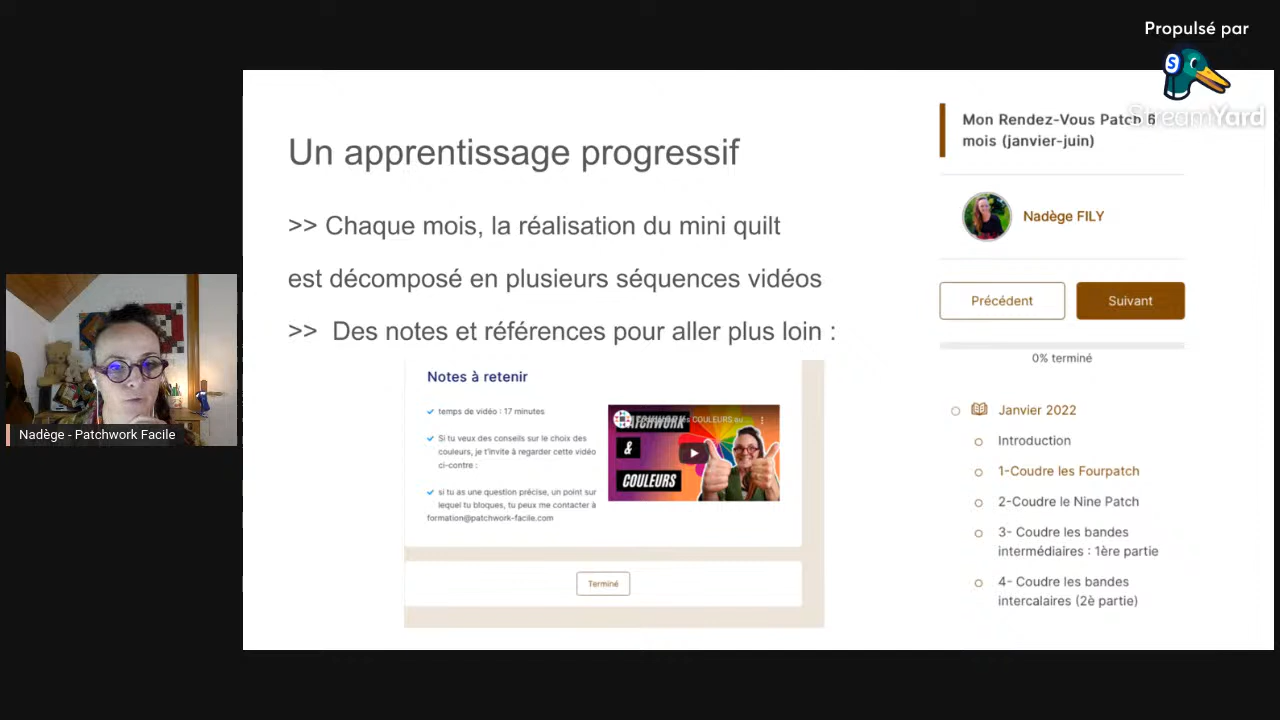 Propulsé par
StreamYard
Un apprentissage progressif
>> Chaque mois, la réalisation du mini quilt
est décomposé en plusieurs séquences vidéos
>> Des notes et références pour aller plus loin :
Notes à retenir
temps de vidéo : 17 minutes
Si tu veux des conseils sur le choix des
couleurs, je t'invite à regarder cette vidéo
ci-contre :
si tu as une question précise, un point sur
lequel tu bloques, tu peux me contacter à
formation@patchwork-facile.com
PATCHWORK
&
COULEURS
Terminé
Mon Rendez-Vous Patch 6
mois (janvier-juin)
Nadège FILY
Précédent
Suivant
0% terminé
Janvier 2022
Introduction
1-Coudre les Fourpatch
2-Coudre le Nine Patch
3- Coudre les bandes
intermédiaires : 1ère partie
4- Coudre les bandes
intercalaires (2è partie)
Nadège - Patchwork Facile